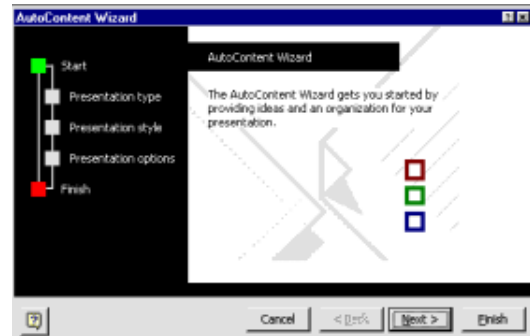 AutoContent Wizard
Start
Presentation type
Presentation style
Presentation options
Finish
AutoContent Wizard
The AutoContent Wizard gets you started by
providing ideas and an organization for your
presentation.
Cancel
< Back
Next >
Finish